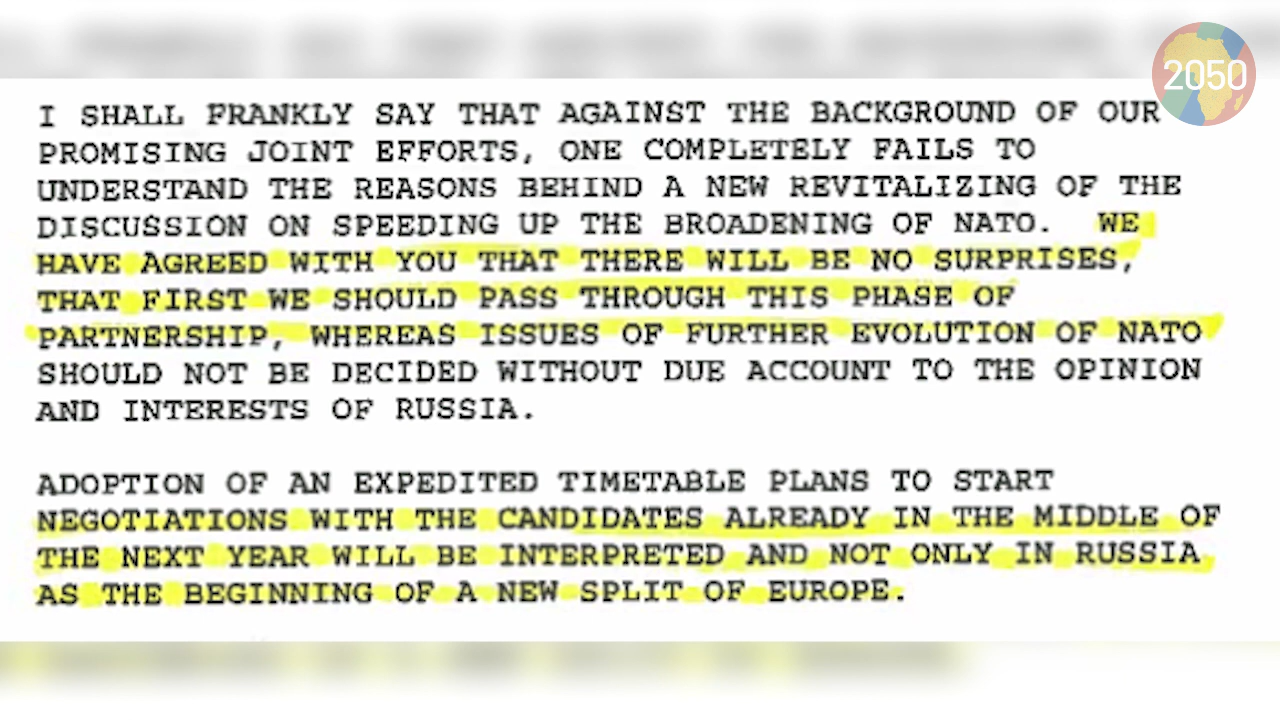 2050
I SHALL FRANKLY SAY THAT AGAINST THE BACKGROUND OF OUR
PROMISING JOINT EFFORTS, ONE COMPLETELY FAILS TO
UNDERSTAND THE REASONS BEHIND A NEW REVITALIZING OF THE
DISCUSSION ON SPEEDING UP THE BROADENING OF NATO. WE
HAVE AGREED WITH YOU THAT THERE WILL BE NO SURPRISES,
THAT FIRST WE SHOULD PASS THROUGH THIS PHASE OF
PARTNERSHIP, WHEREAS ISSUES OF FURTHER EVOLUTION OF NATO
SHOULD NOT BE DECIDED WITHOUT DUE ACCOUNT TO THE OPINION
AND INTERESTS OF RUSSIA.
ADOPTION OF AN EXPEDITED TIMETABLE PLANS TO START
NEGOTIATIONS WITH THE CANDIDATES ALREADY IN THE MIDDLE OF
THE NEXT YEAR WILL BE INTERPRETED AND NOT ONLY IN RUSSIA
AS THE BEGINNING OF A NEW SPLIT OF EUROPE.